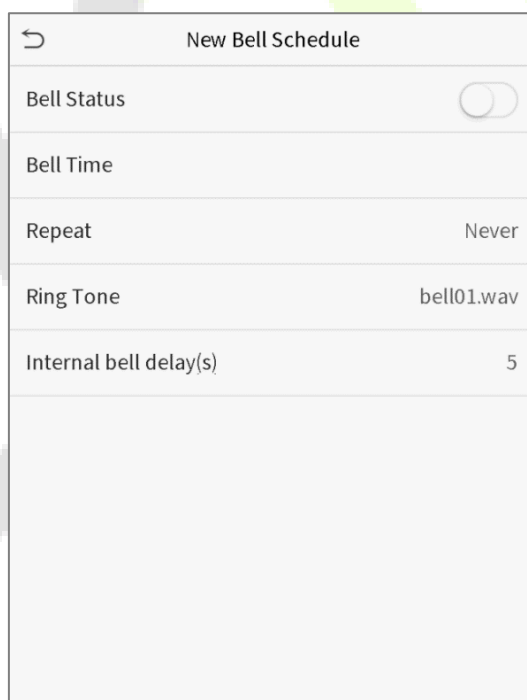 New Bell Schedule
Bell Status
Bell Time
Repeat Never
Ring Tone bell01.wav
Internal bell delay(s) 5